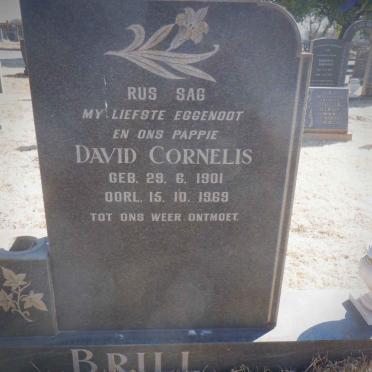 RUS SAG
MY LIEFSTE EGGENOOT
EN ONS PAPPIE
DAVID CORNELIS
GEB. 29. 6. 1901
OORL. 15. 10. 1969
TOT ONS WEER ONTMOET.
BRILL